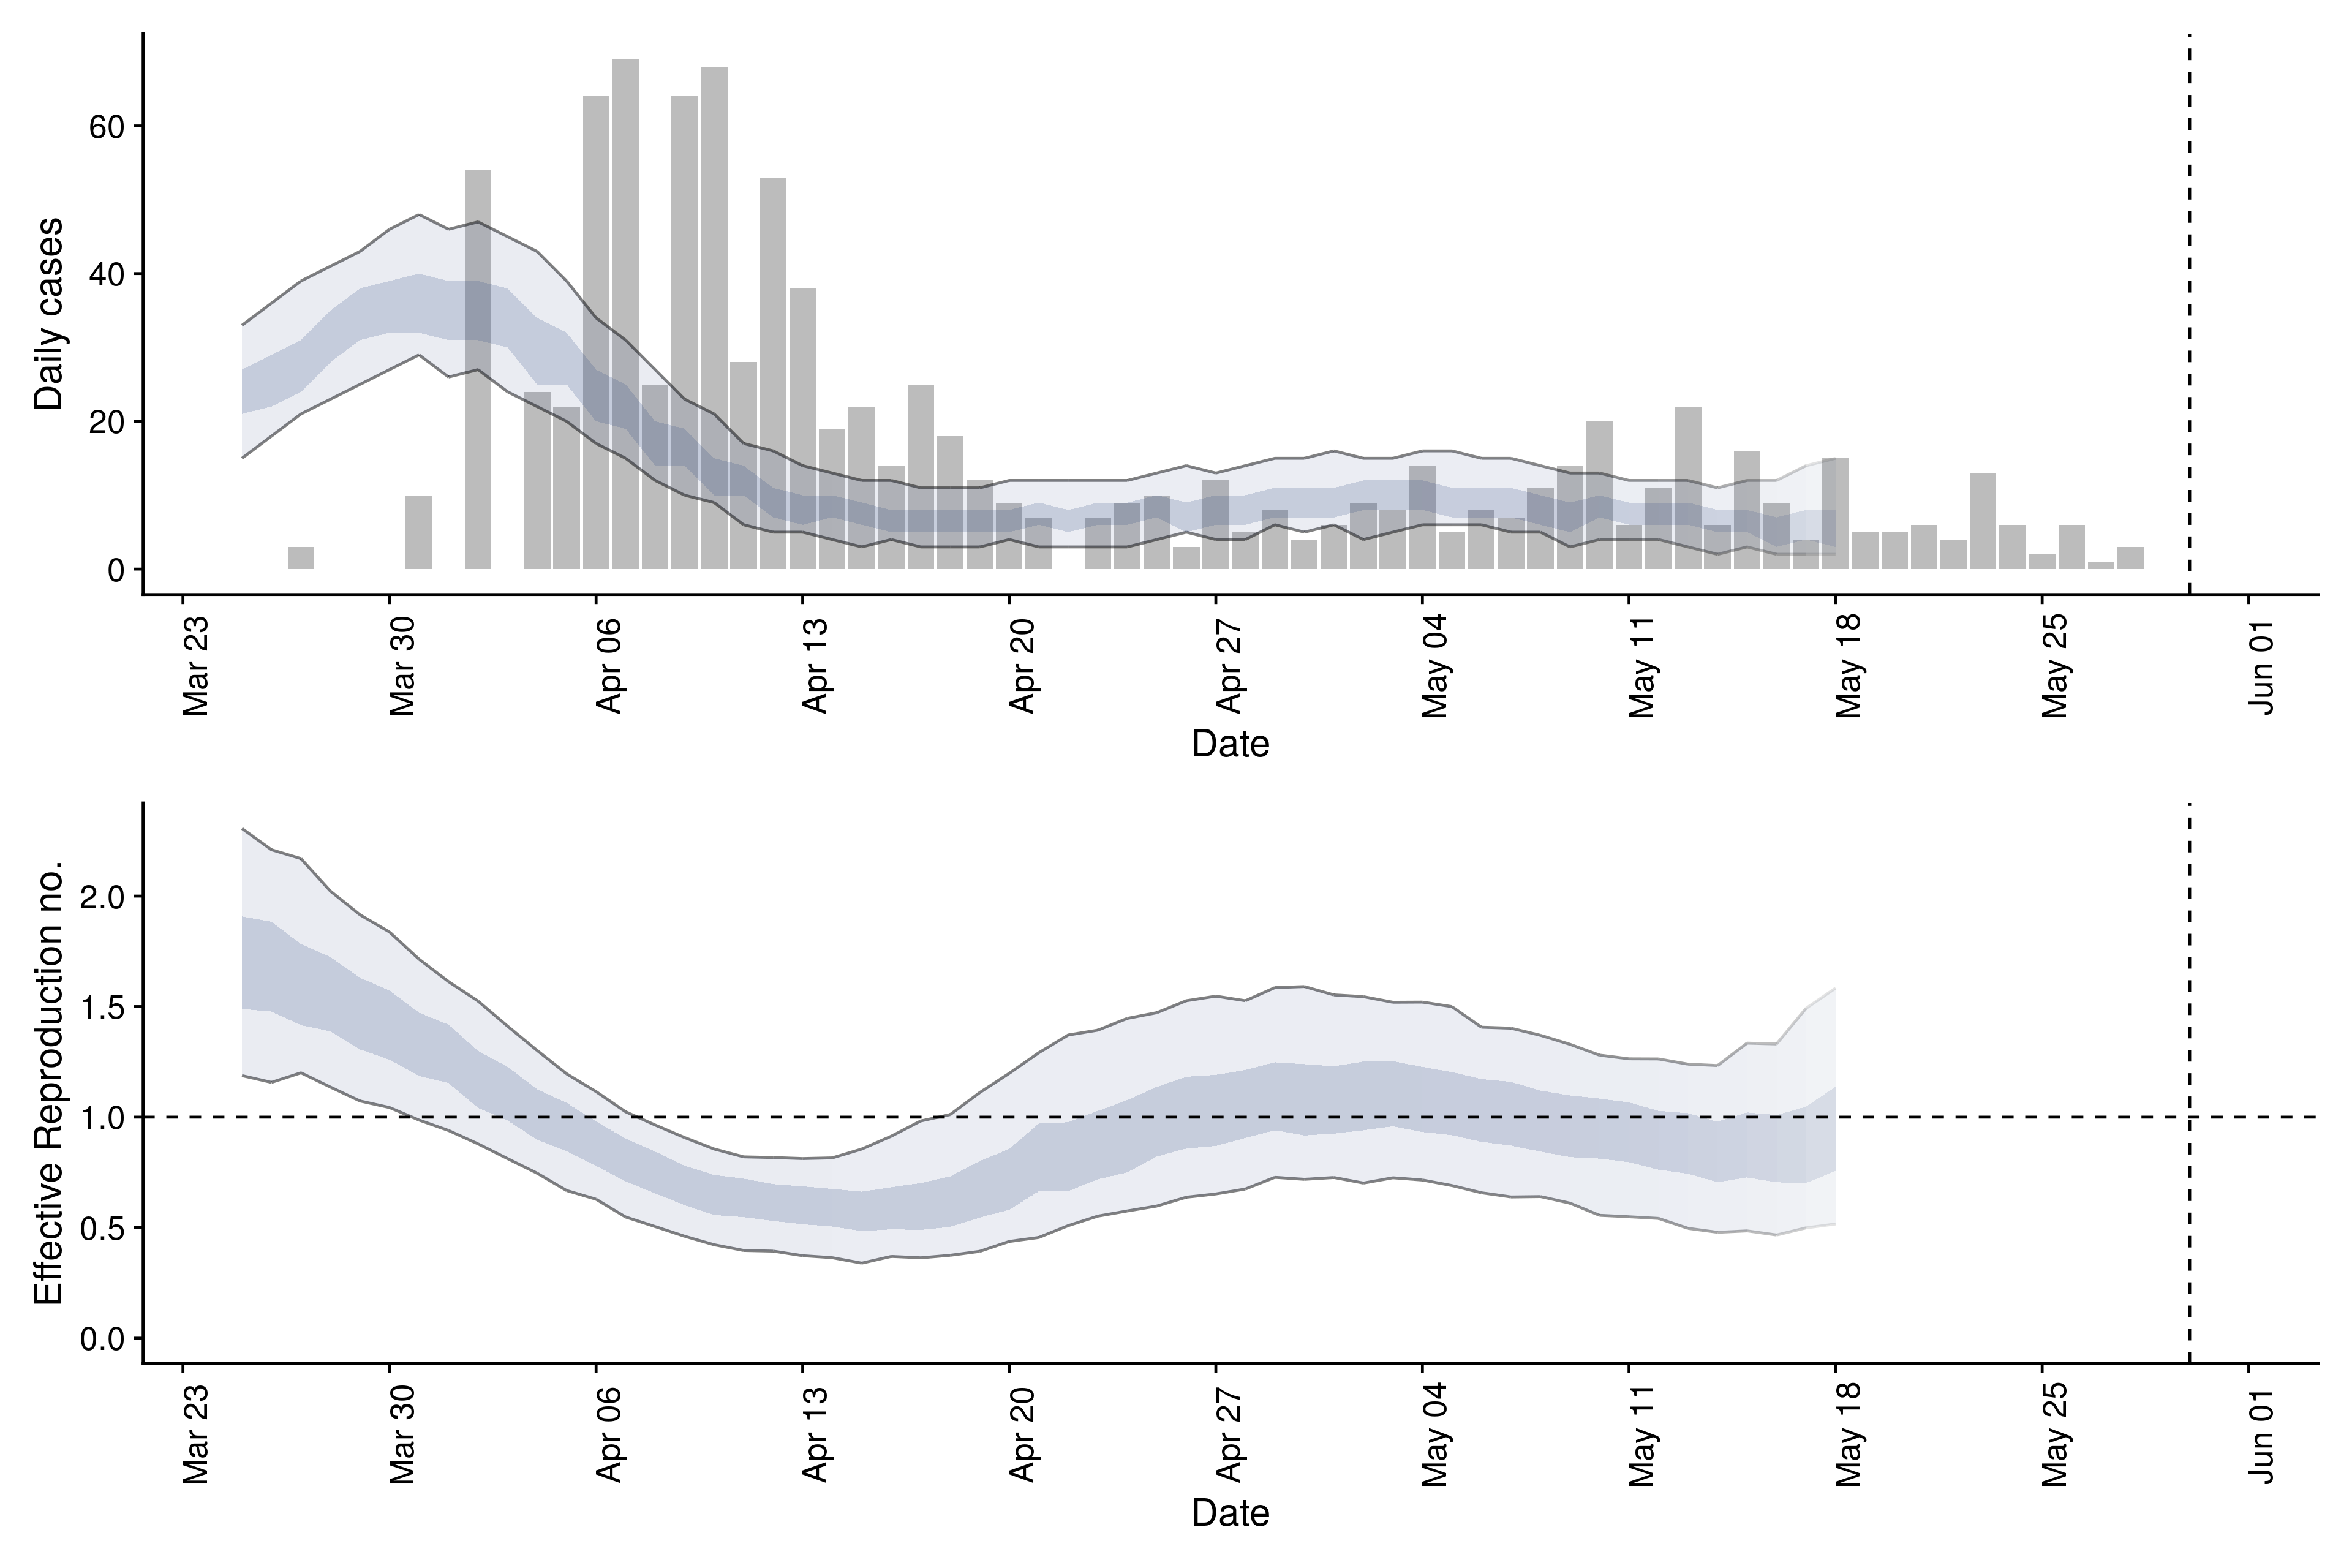 Daily cases
60
40
20
0
Mar 23
Mar 30
Apr 06
Apr 13
Apr 20
Apr 27
May 04
May 11
May 18
May 25
Jun 01
Date
Effective Reproduction no.
2.0
1.5
1.0
0.5
0.0
Mar 23
Mar 30
Apr 06
Apr 13
Apr 20
Apr 27
May 04
May 11
May 18
May 25
Jun 01
Date